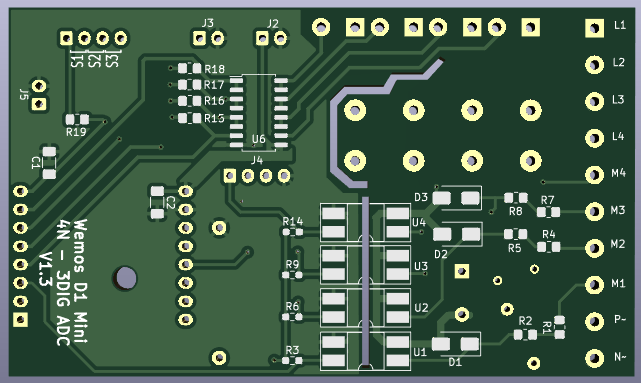 J3
J2
L1
S1
S2
S3
L2
R18
R17
J5
R16
L3
R13
R19
U6
L4
C1
J4
M4
C2
D3
R8
R7
M3
Wemos D1 Mini
4N - 3DIG ADC
V1.3
R14
U4
D2
R5
R4
M2
R9
U3
M1
R6
U2
P~
R2
R1
R3
U1
D1
N~